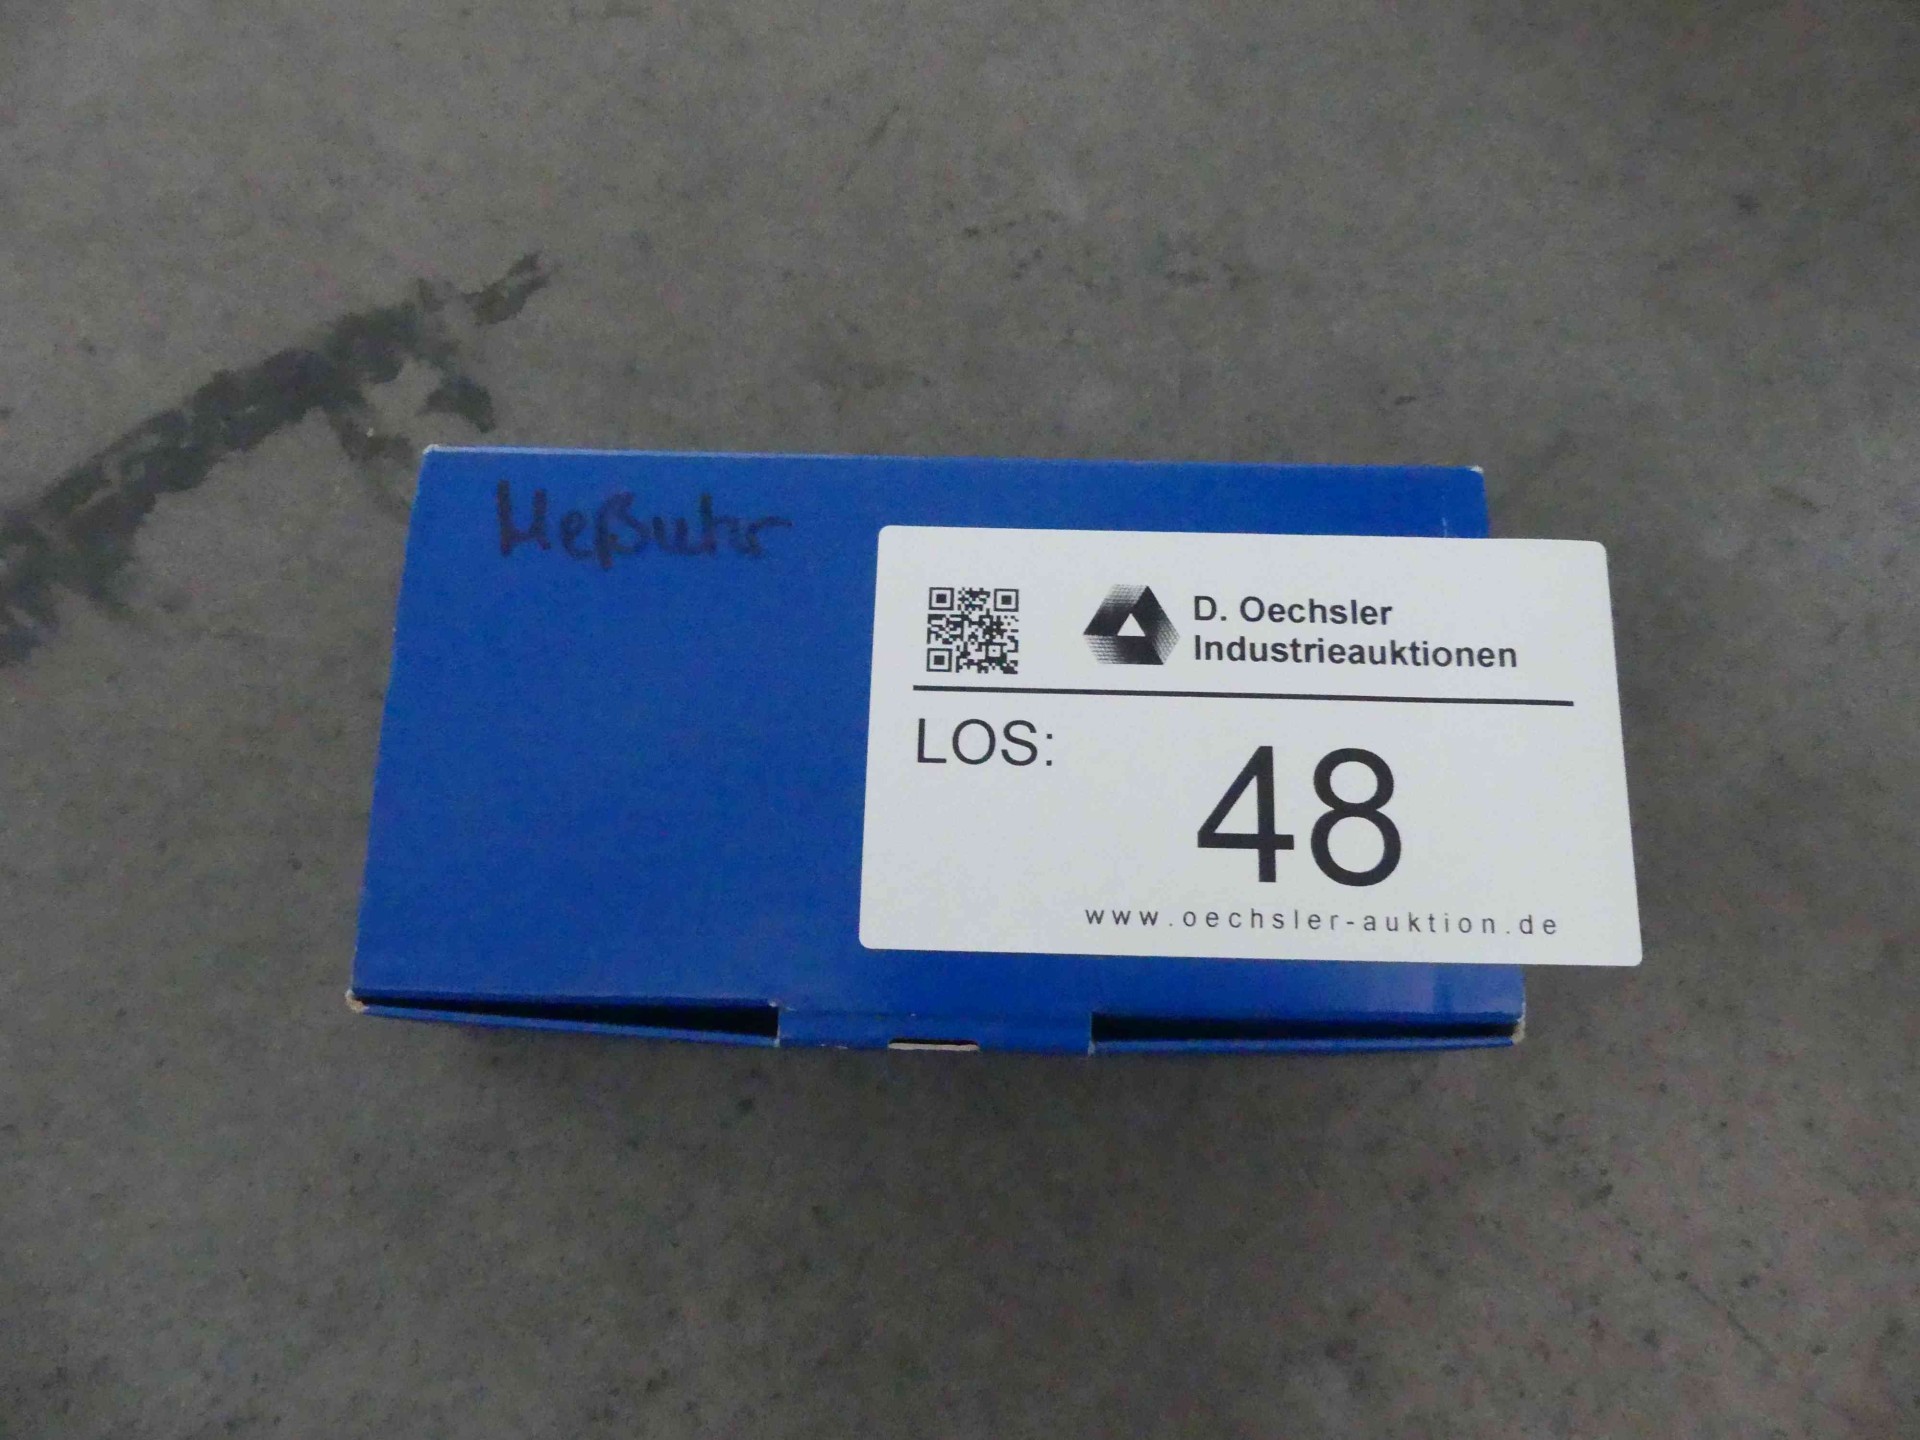 Meßuhr
D. Oechsler
Industrieauktionen
LOS:
48
www.oechsler-auktion.de